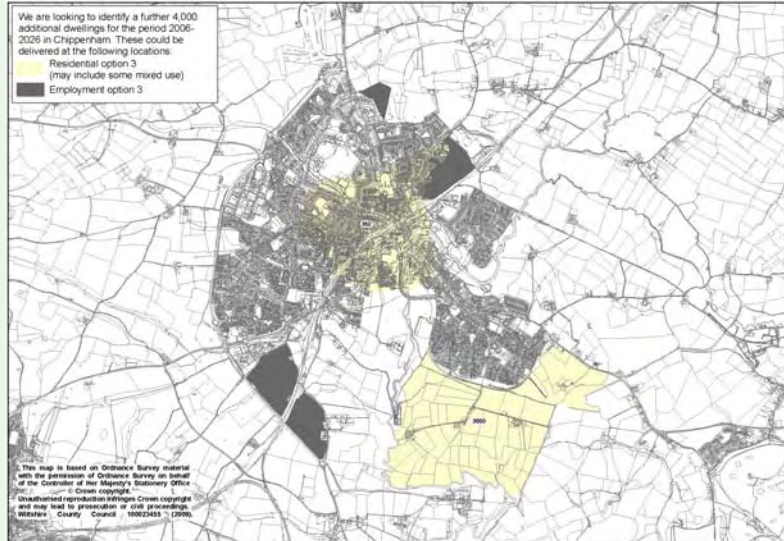 We are looking to identify a further 4,000
additional dwellings for the period 2006-
2026 in Chippenham. These could be
delivered at the following locations:
Residential option 3
(may include some mixed use)
Employment option 3
This map is based on Ordnance Survey material
with the permission of Ordnance Survey on behalf
of the Controller of Her Majesty's Stationery Office
© Crown copyright.
Unauthorised reproduction infringes Crown copyright
and may lead to prosecution or civil proceedings.
Wiltshire County Council 100023455 (2009).